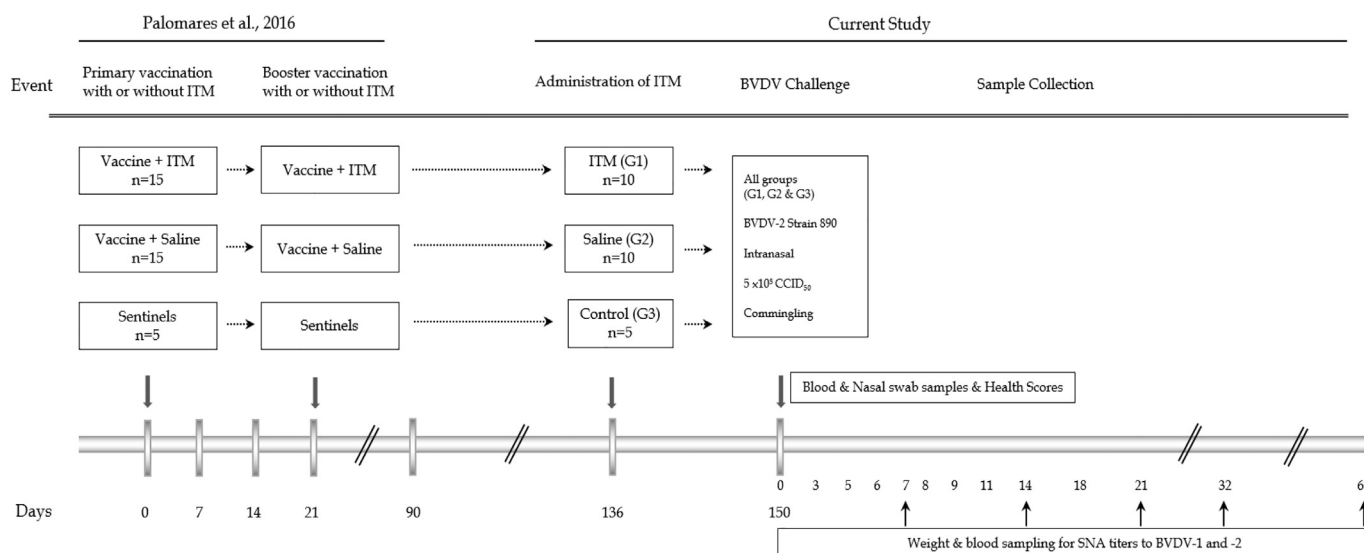 Palomares et al., 2016
Current Study
Event
Primary vaccination
with or without ITM
Booster vaccination
with or without ITM
Administration of ITM
BVDV Challenge
Sample Collection
Vaccine + ITM
n=15
Vaccine + ITM
ITM (G1)
n=10
Vaccine + Saline
n=15
Vaccine + Saline
Saline (G2)
n=10
Sentinels
n=5
Sentinels
Control (G3)
n=5
All groups
(G1, G2 & G3)
BVDV-2 Strain 890
Intranasal
5 x10⁵ CCID₅₀
Commingling
Blood & Nasal swab samples & Health Scores
0 3 5 6 7 8 9 11 14 18 21 32
Days
0 7 14 21 90 136 150
Weight & blood sampling for SNA titers to BVDV-1 and -2